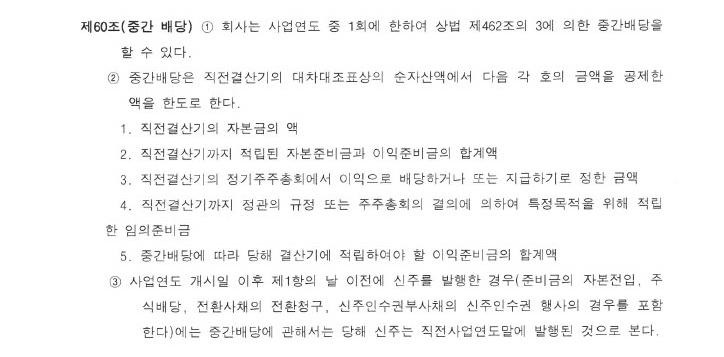 제60조(중간 배당) ① 회사는 사업연도 중 1회에 한하여 상법 제462조의 3에 의한 중간배당을
할 수 있다.
② 중간배당은 직전결산기의 대차대조표상의 순자산액에서 다음 각 호의 금액을 공제한
액을 한도로 한다.
1. 직전결산기의 자본금의 액
2. 직전결산기까지 적립된 자본준비금과 이익준비금의 합계액
3. 직전결산기의 정기주주총회에서 이익으로 배당하거나 또는 지급하기로 정한 금액
4. 직전결산기까지 정관의 규정 또는 주주총회의 결의에 의하여 특정목적을 위해 적립
한 임의준비금
5. 중간배당에 따라 당해 결산기에 적립하여야 할 이익준비금의 합계액
③ 사업연도 개시일 이후 제1항의 날 이전에 신주를 발행한 경우(준비금의 자본전입, 주
식배당, 전환사채의 전환청구, 신주인수권부사채의 신주인수권 행사의 경우를 포함
한다)에는 중간배당에 관해서는 당해 신주는 직전사업연도말에 발행된 것으로 본다.